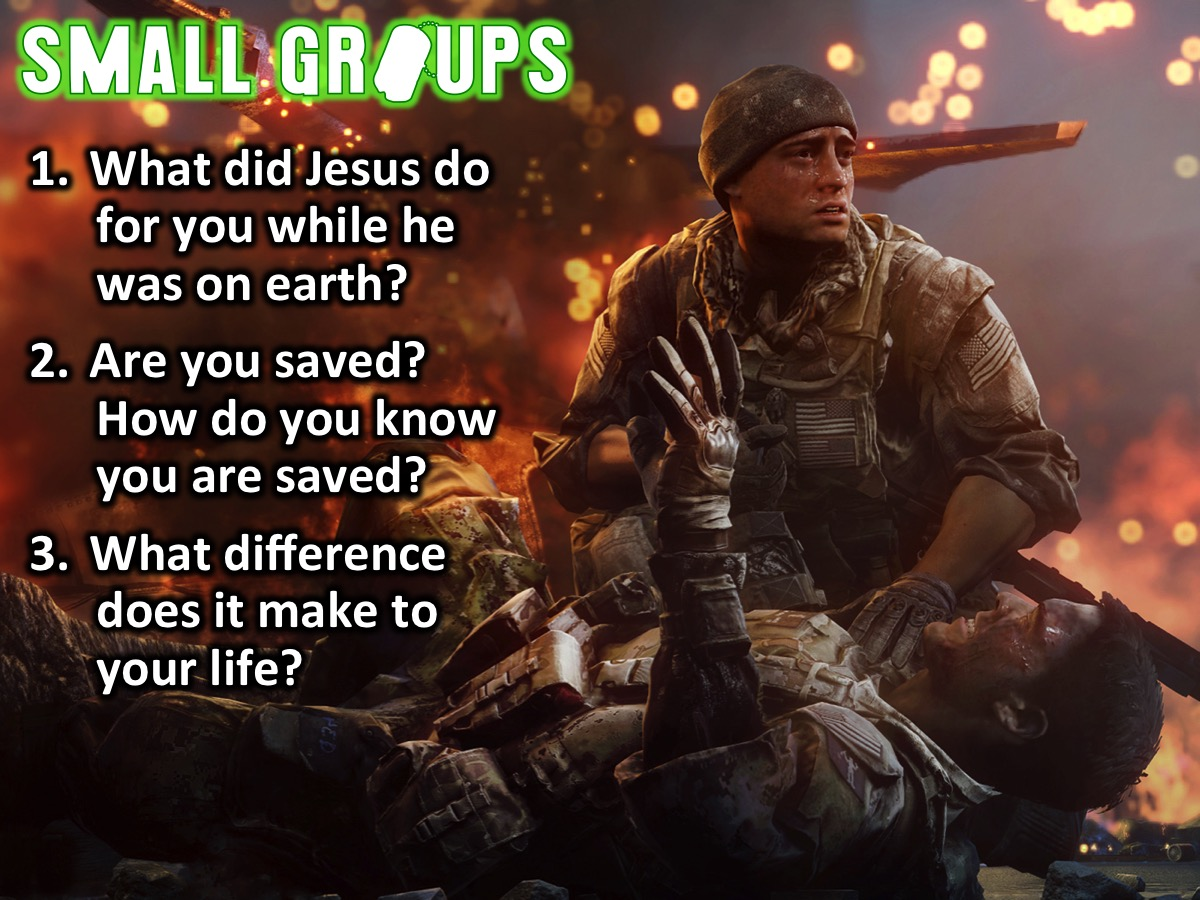 SMALL GROUPS
1. What did Jesus do
for you while he
was on earth?
2. Are you saved?
How do you know
you are saved?
3. What difference
does it make to
your life?